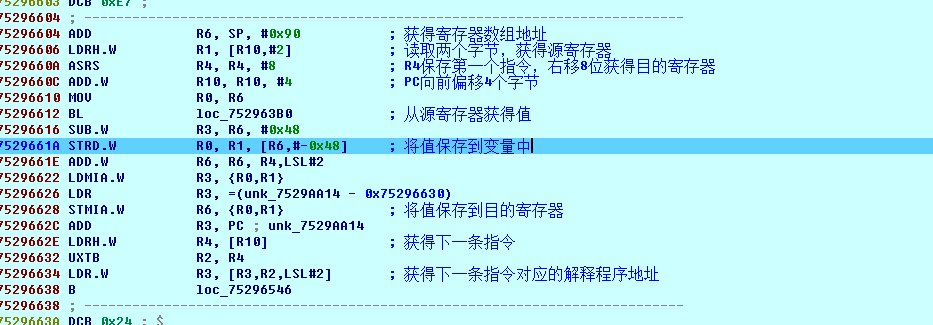 75296603 DCB 0xE7 ;
75296604 ; ---------------------------------------------------------------------------
75296604 ADD R6, SP, #0x90 ; 获得寄存器数组地址
75296606 LDRH.W R1, [R10,#2] ; 读取两个字节，获得源寄存器
7529660A ASRS R4, R4, #8 ; R4保存第一个指令，右移8位获得目的寄存器
7529660C ADD.W R10, R10, #4 ; PC向前偏移4个字节
75296610 MOV R0, R6
75296612 BL loc_752963B0 ; 从源寄存器获得值
75296616 SUB.W R3, R6, #0x48
7529661A STRD.W R0, R1, [R6,#-0x48] ; 将值保存到变量中
7529661E ADD.W R6, R6, R4,LSL#2
75296622 LDMIA.W R3, {R0,R1}
75296626 LDR R3, =(unk_7529AA14 - 0x75296630)
75296628 STMIA.W R6, {R0,R1} ; 将值保存到目的寄存器
7529662C ADD R3, PC ; unk_7529AA14
7529662E LDRH.W R4, [R10] ; 获得下一条指令
75296632 UXTB R2, R4
75296634 LDR.W R3, [R3,R2,LSL#2] ; 获得下一条指令对应的解释程序地址
75296638 B loc_75296546
75296638 ; ---------------------------------------------------------------------------
7529663A DCB 0x24 ; $